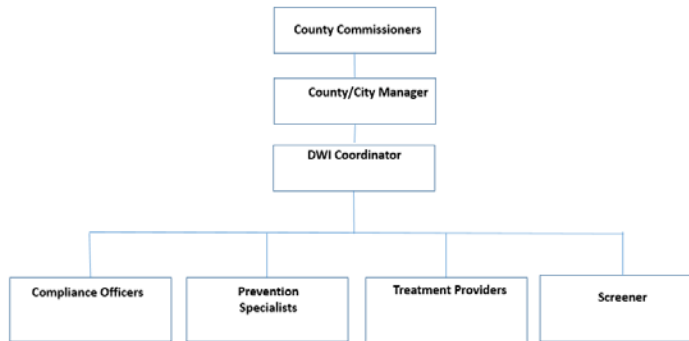 County Commissioners
County/City Manager
DWI Coordinator
Compliance Officers
Prevention
Specialists
Treatment Providers
Screener